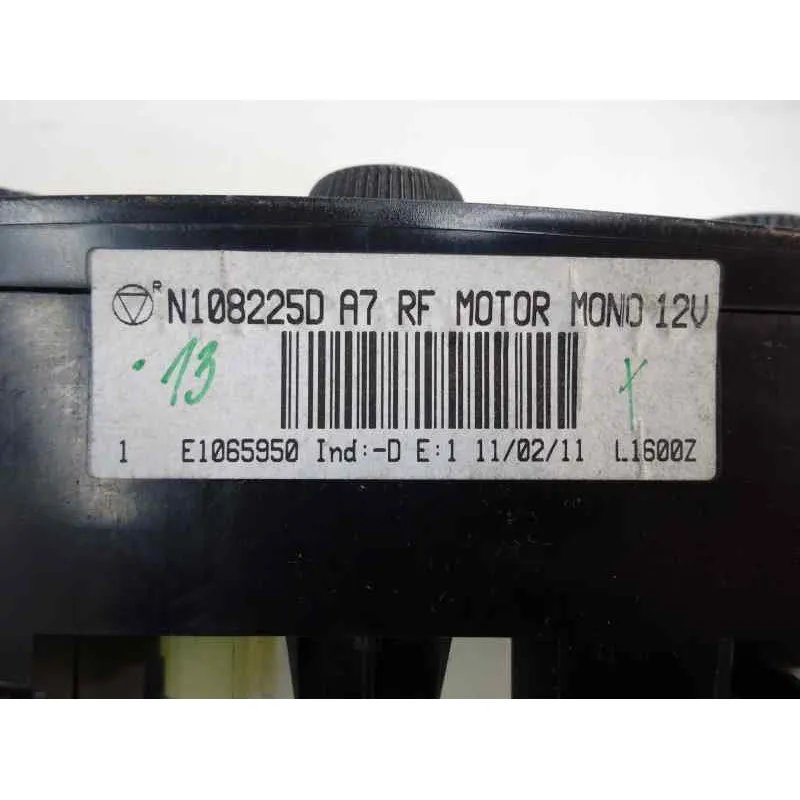 R N108225D A7 RF MOTOR MONO 12V
·13 X
1 E1065950 Ind:-D E:1 11/02/11 L1600Z